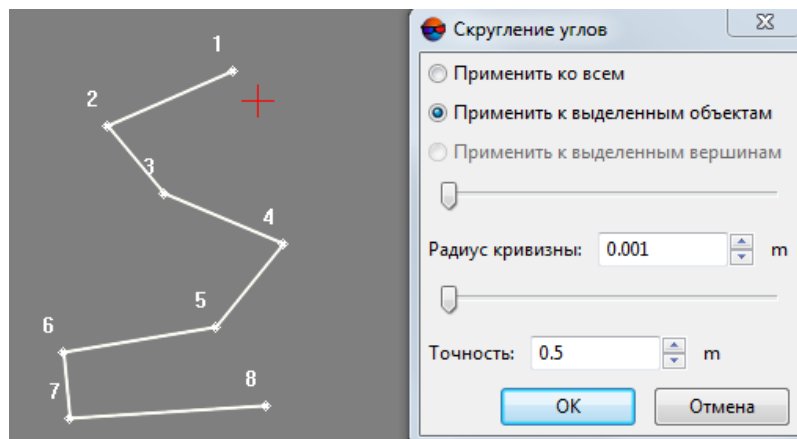 1
2
3
4
5
6
7
8
Скругление углов
Применить ко всем
Применить к выделенным объектам
Применить к выделенным вершинам
Радиус кривизны: 0.001 m
Точность: 0.5 m
OK Отмена